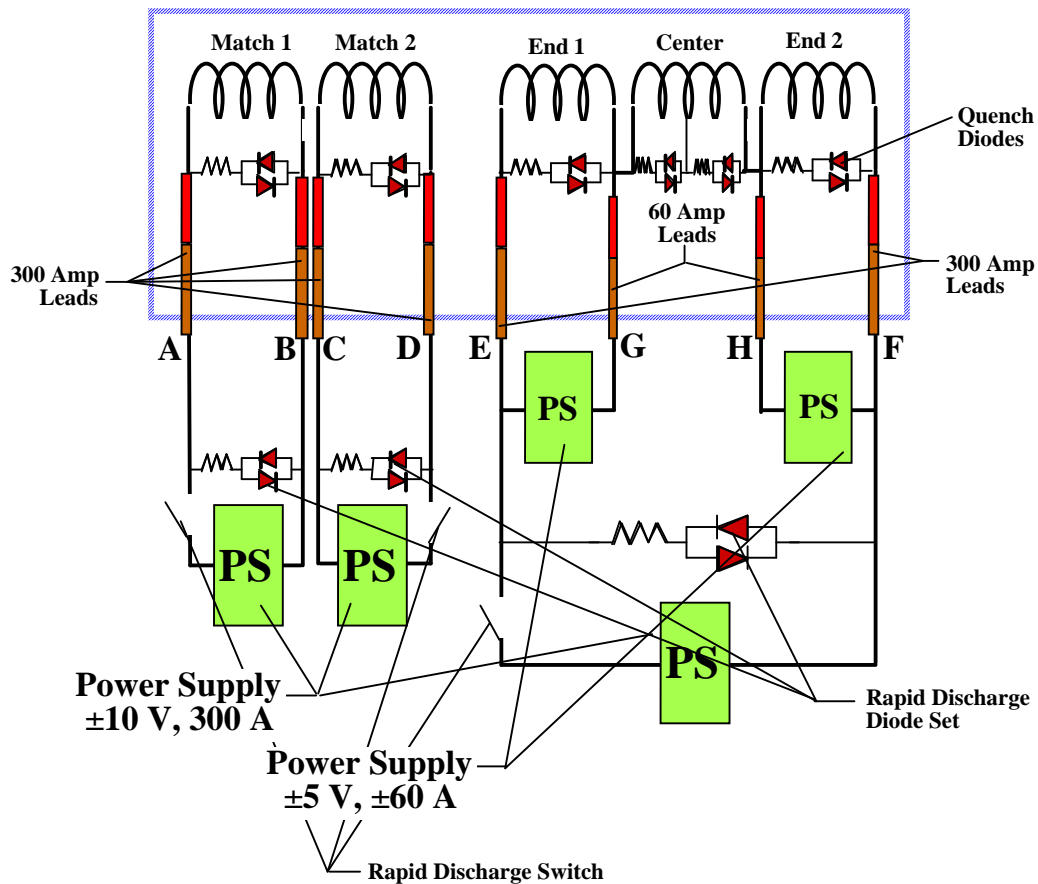 Match 1
Match 2
End 1
Center
End 2
Quench
Diodes
60 Amp
Leads
300 Amp
Leads
300 Amp
Leads
A
B
C
D
E
G
H
F
PS
PS
PS
PS
PS
Power Supply
±10 V, 300 A
Rapid Discharge
Diode Set
Power Supply
±5 V, ±60 A
Rapid Discharge Switch